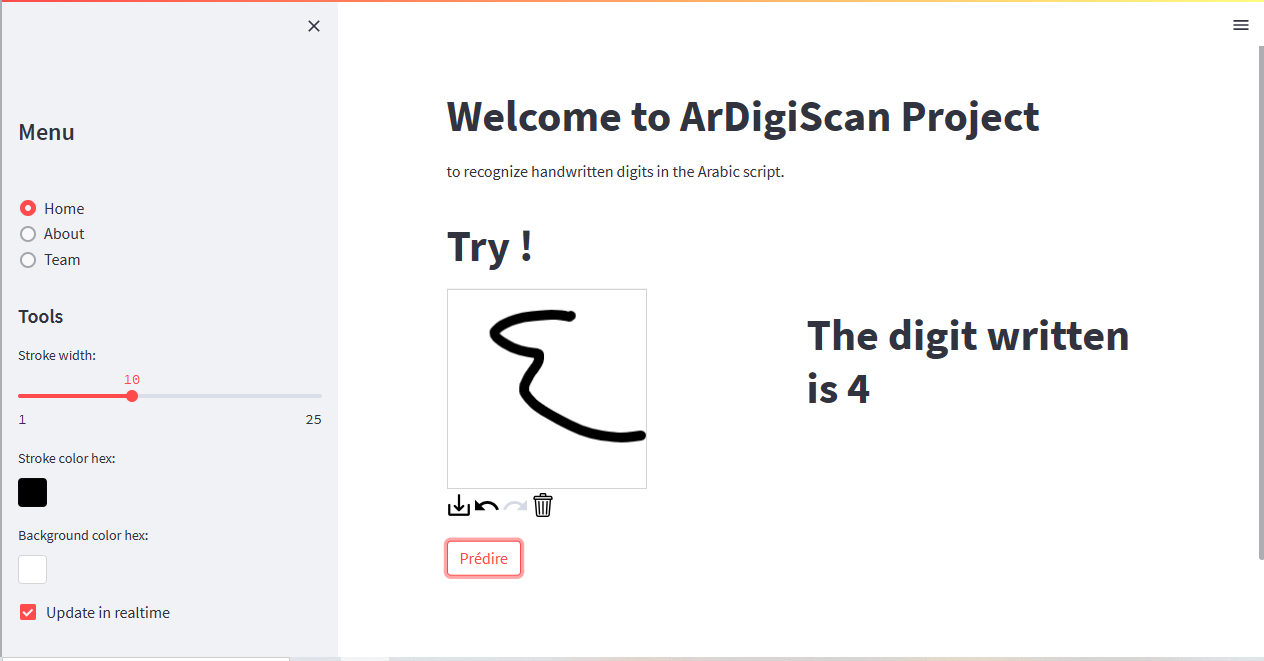 Menu
Home
About
Team
Tools
Stroke width:
10
1 25
Stroke color hex:
Background color hex:
Update in realtime
Welcome to ArDigiScan Project
to recognize handwritten digits in the Arabic script.
Try !
٤
The digit written
is 4
Prédire